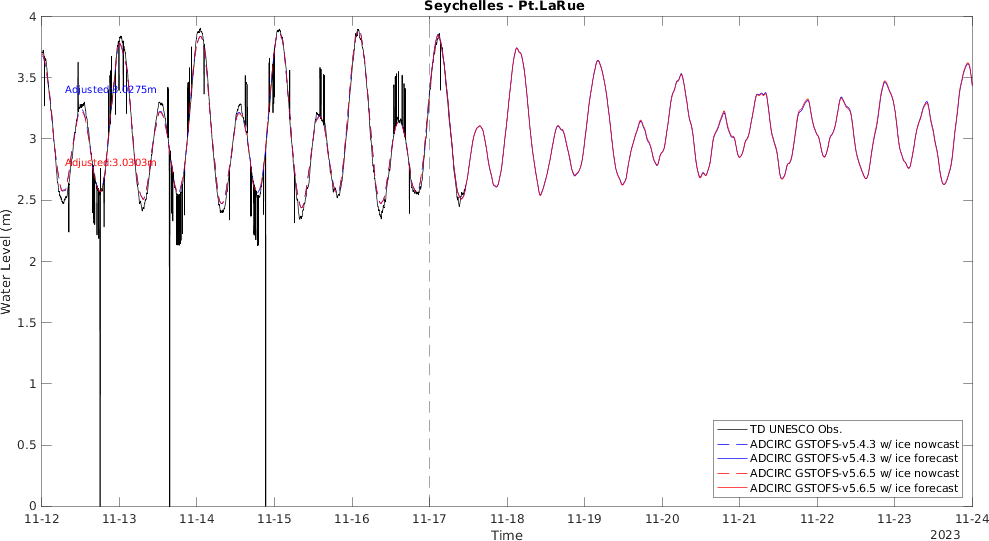 Seychelles - Pt.LaRue
Water Level (m)
4
3.5
3
2.5
2
1.5
1
0.5
0
Adjusted:3.0275m
Adjusted:3.0303m
TD UNESCO Obs.
ADCIRC GSTOFS-v5.4.3 w/ ice nowcast
ADCIRC GSTOFS-v5.4.3 w/ ice forecast
ADCIRC GSTOFS-v5.6.5 w/ ice nowcast
ADCIRC GSTOFS-v5.6.5 w/ ice forecast
11-12 11-13 11-14 11-15 11-16 11-17 11-18 11-19 11-20 11-21 11-22 11-23 11-24
Time
2023